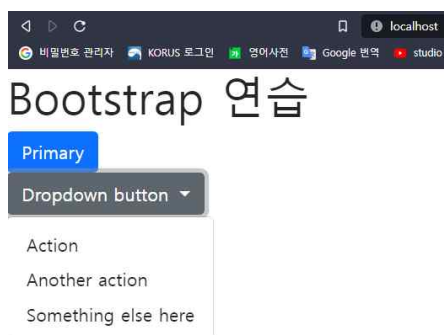 localhost
비밀번호 관리자 KORUS 로그인 영어사전 Google 번역 studio
Bootstrap 연습
Primary
Dropdown button
Action
Another action
Something else here